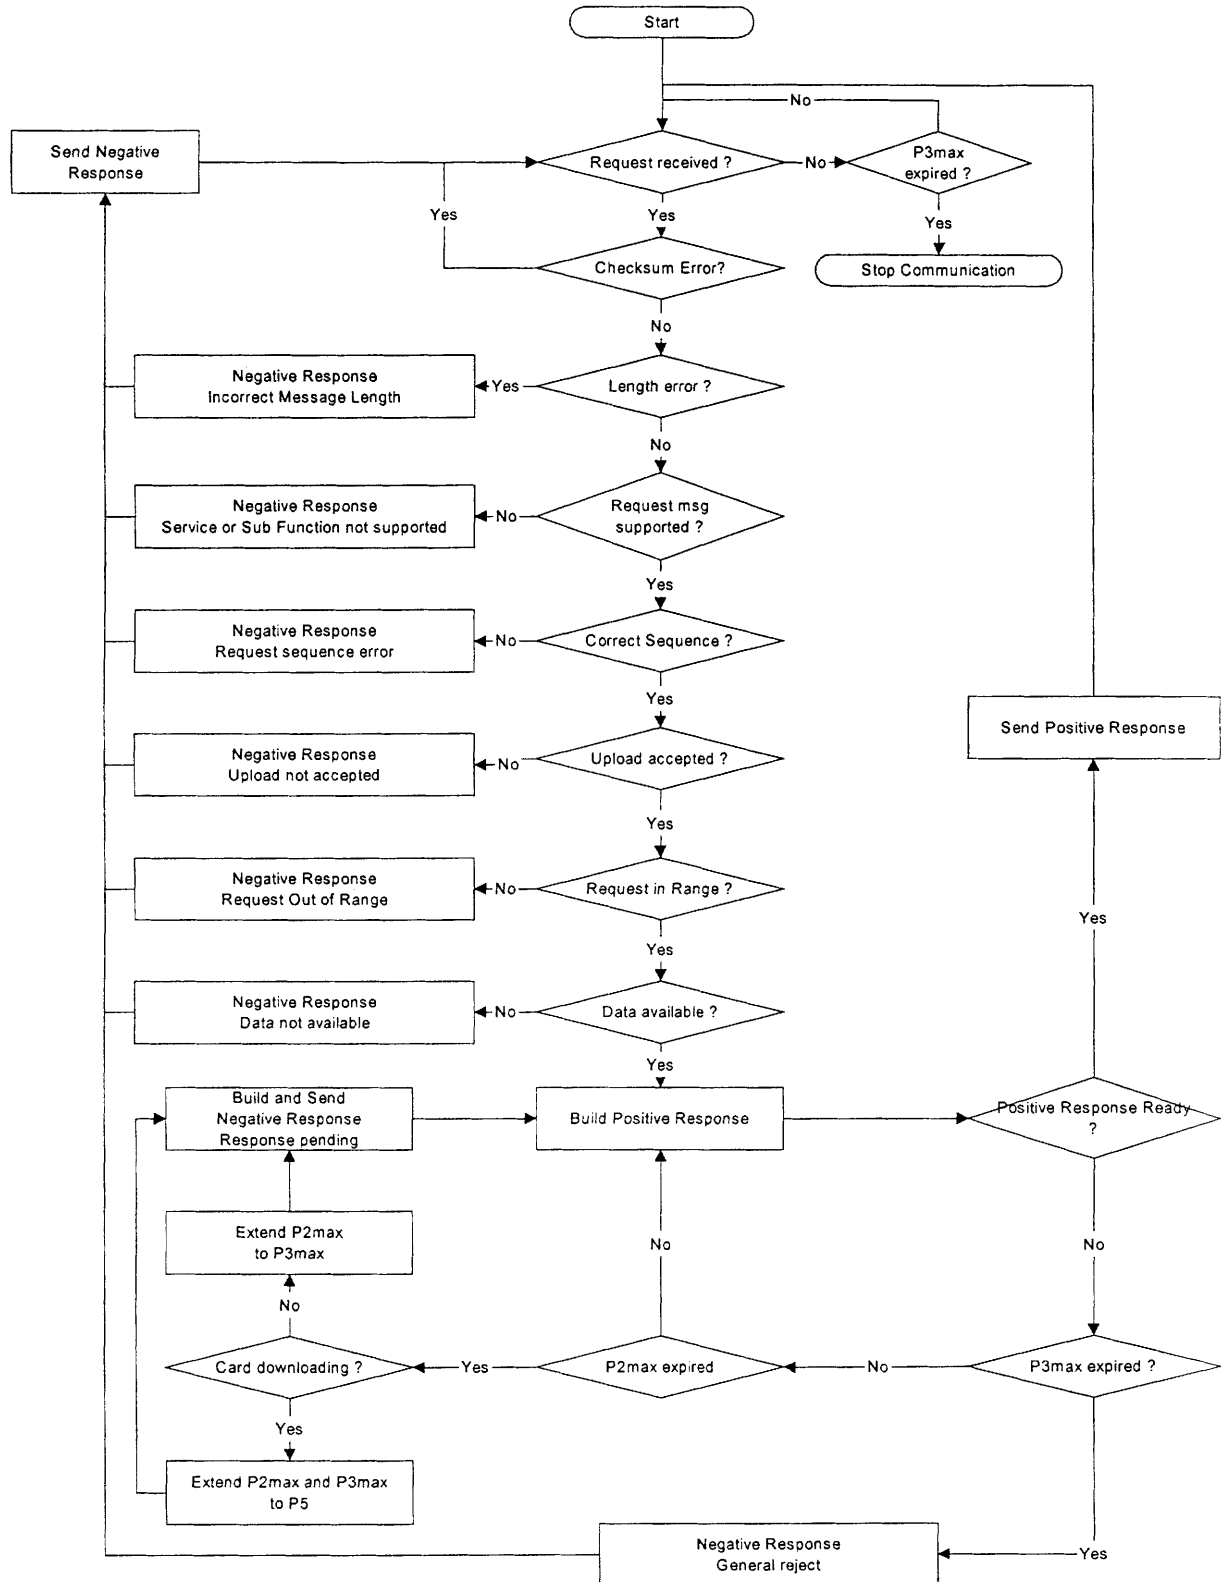 Start
No
Send Negative
Response
Request received ?
No
P3max
expired ?
Yes
Yes
Yes
Checksum Error?
Stop Communication
No
Negative Response
Incorrect Message Length
Yes
Length error ?
No
Negative Response
Service or Sub Function not supported
No
Request msg
supported ?
Yes
Negative Response
Request sequence error
No
Correct Sequence ?
Yes
Send Positive Response
Negative Response
Upload not accepted
No
Upload accepted ?
Yes
Negative Response
Request Out of Range
No
Request in Range ?
Yes
Yes
Negative Response
Data not available
No
Data available ?
Yes
Build and Send
Negative Response
Response pending
Build Positive Response
Positive Response Ready
?
Extend P2max
to P3max
No
No
No
Card downloading ?
Yes
P2max expired
No
P3max expired ?
Yes
Extend P2max and P3max
to P5
Negative Response
General reject
Yes